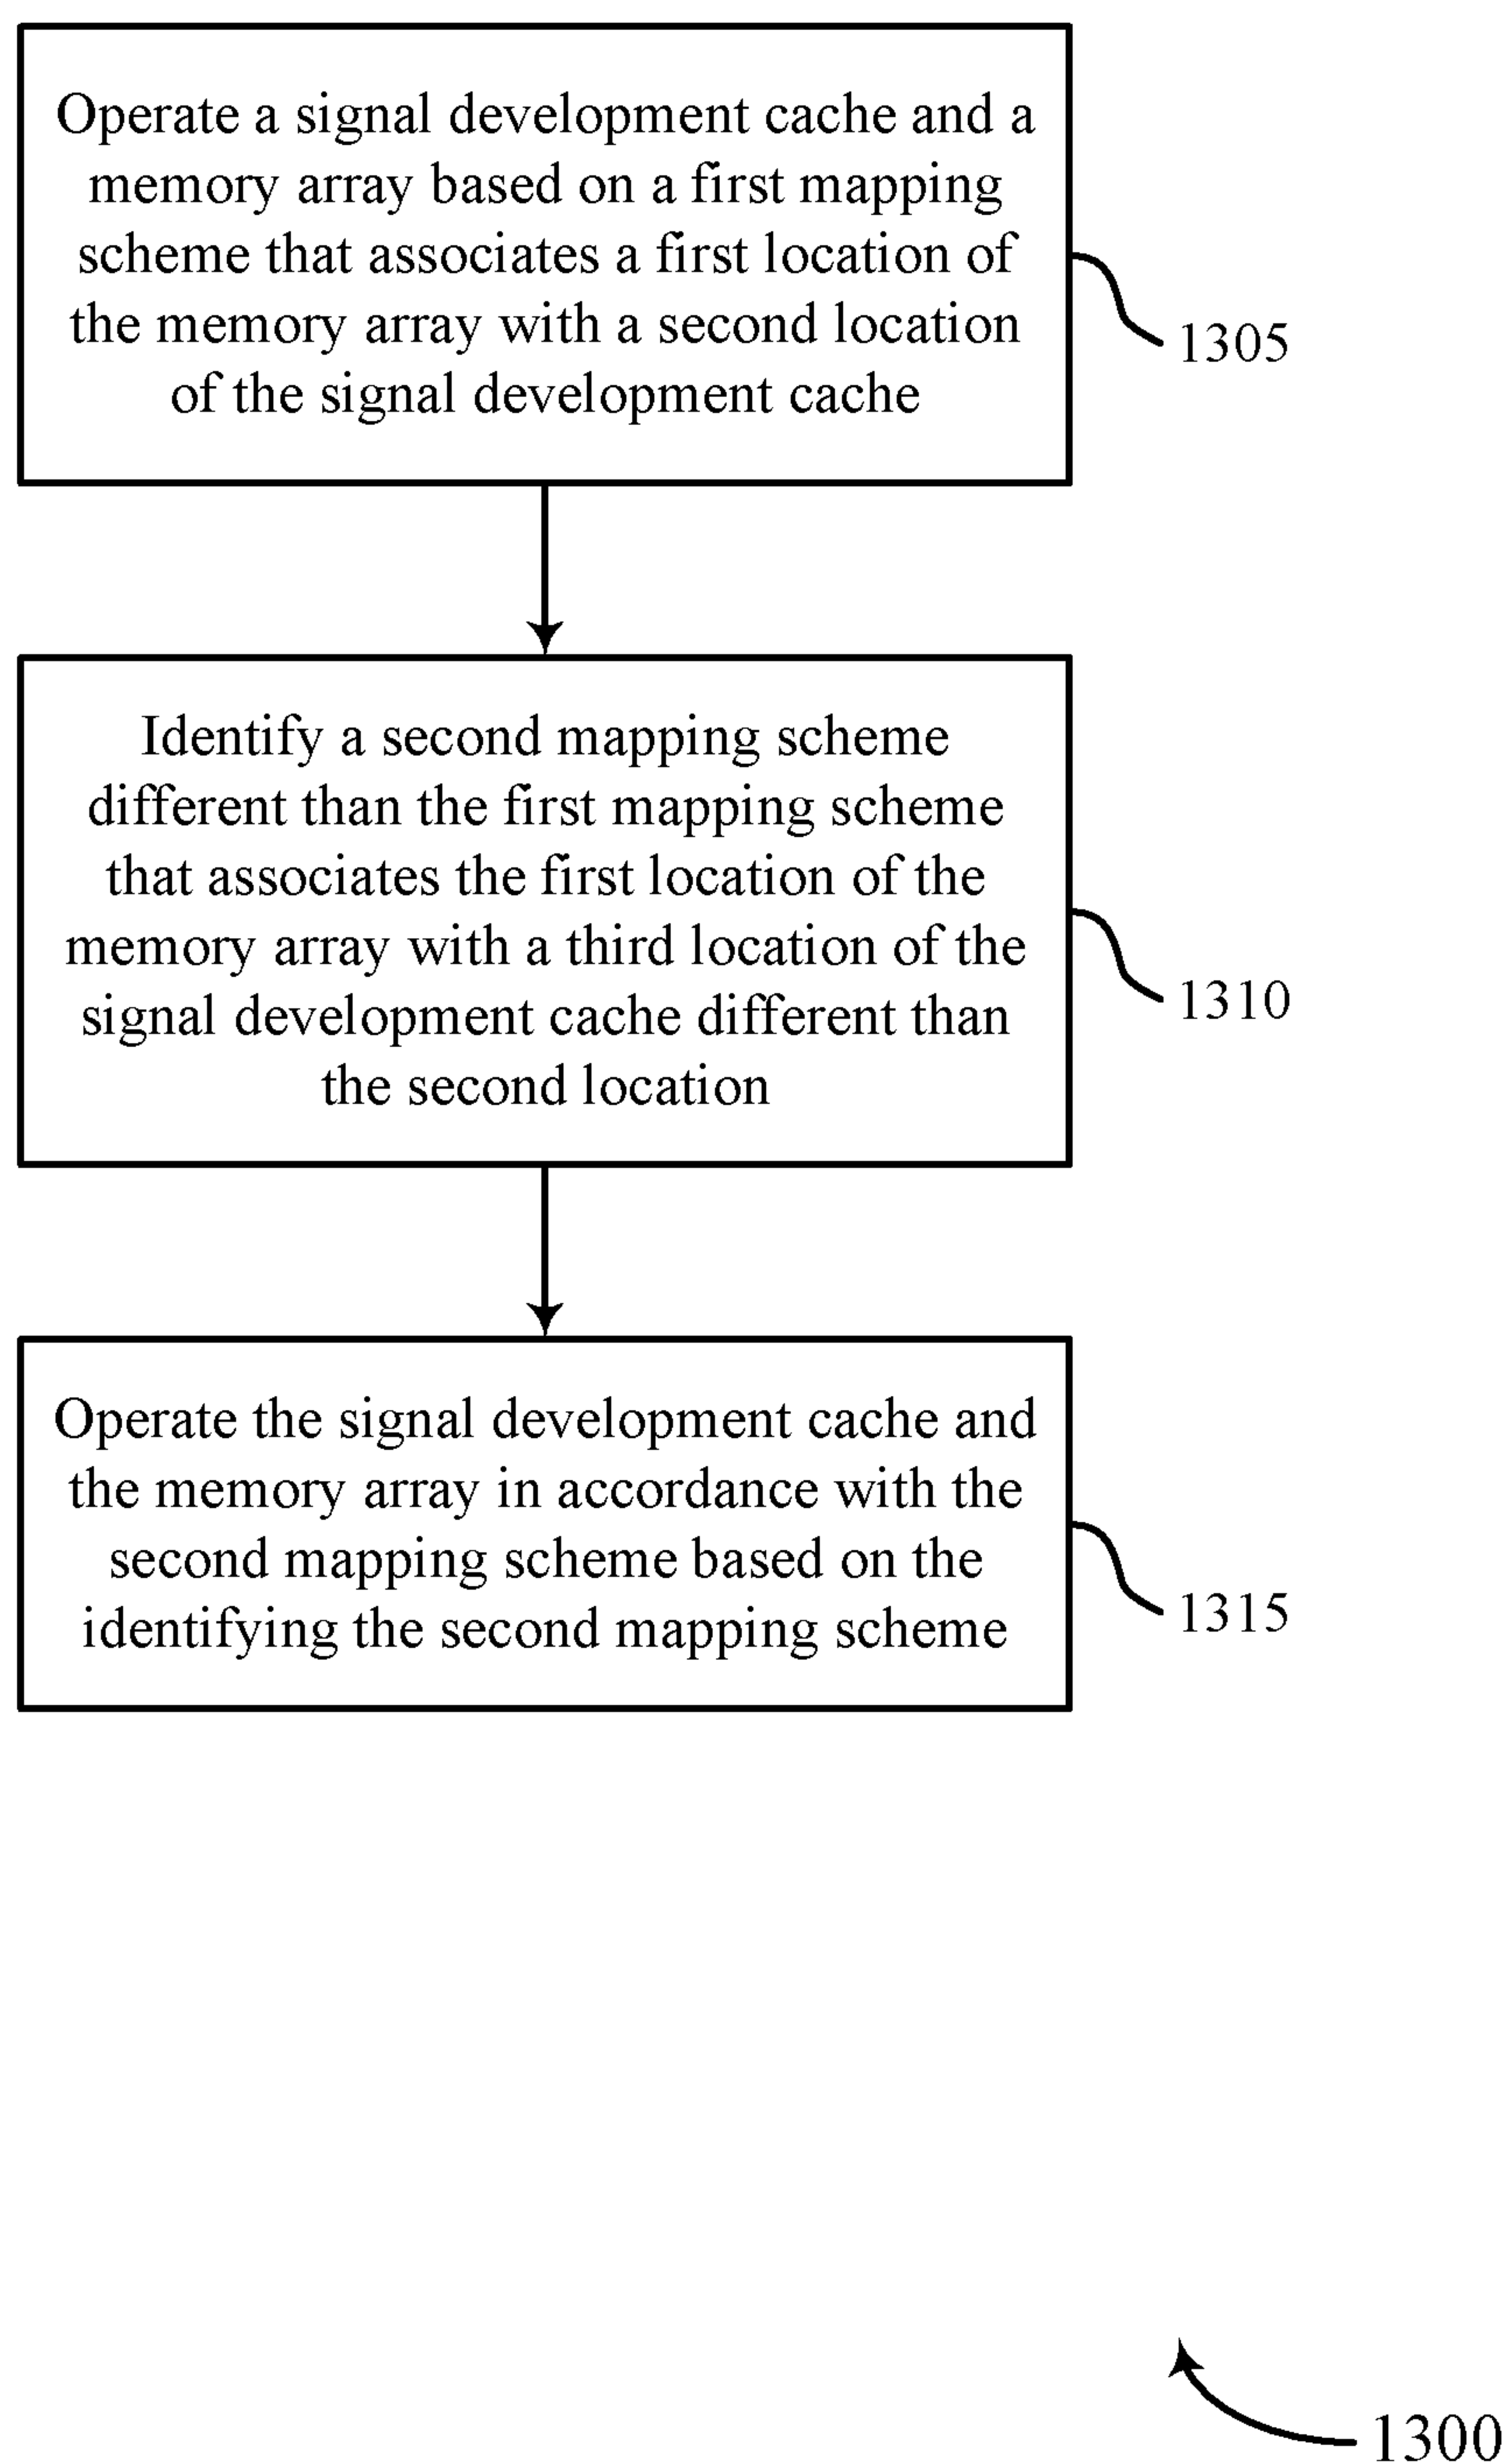 Operate a signal development cache and a
memory array based on a first mapping
scheme that associates a first location of
the memory array with a second location
of the signal development cache
1305
Identify a second mapping scheme
different than the first mapping scheme
that associates the first location of the
memory array with a third location of the
signal development cache different than
the second location
1310
Operate the signal development cache and
the memory array in accordance with the
second mapping scheme based on the
identifying the second mapping scheme
1315
1300